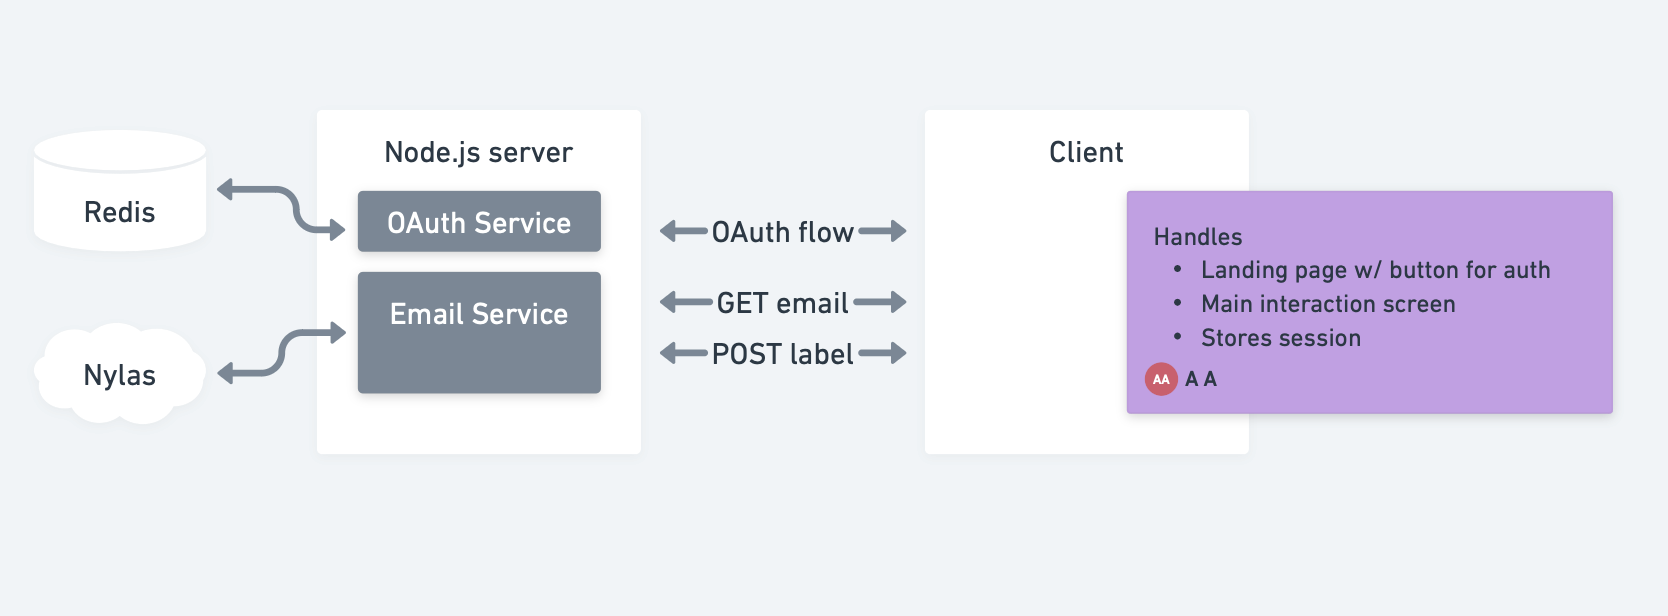 Redis
Nylas
Node.js server
OAuth Service
Email Service
OAuth flow
GET email
POST label
Client
Handles
• Landing page w/ button for auth
• Main interaction screen
• Stores session
AA A A